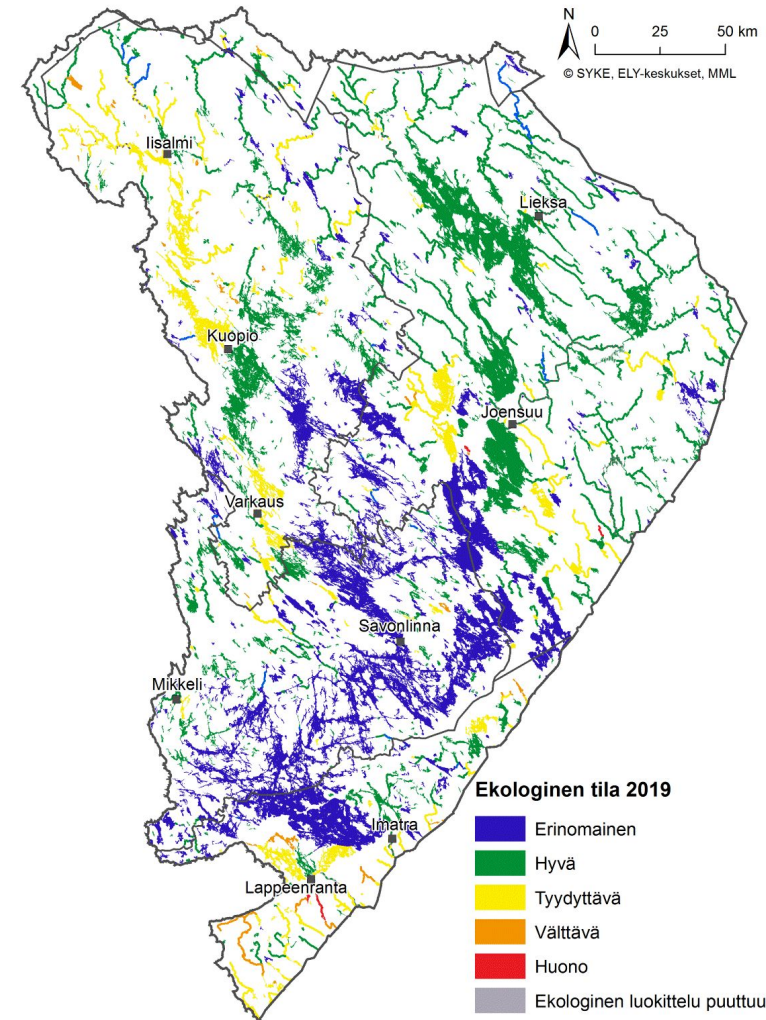 N
0 25 50 km
© SYKE, ELY-keskukset, MML
Iisalmi
Lieksa
Kuopio
Joensuu
Varkaus
Savonlinna
Mikkeli
Imatra
Lappeenranta
Ekologinen tila 2019
Erinomainen
Hyvä
Tyydyttävä
Välttävä
Huono
Ekologinen luokittelu puuttuu